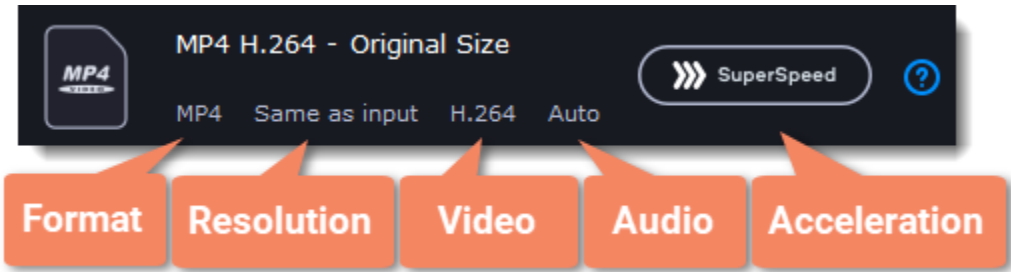 MP4 H.264 - Original Size
MP4
VIDEO
SuperSpeed
?
MP4 Same as input H.264 Auto
Format Resolution Video Audio Acceleration